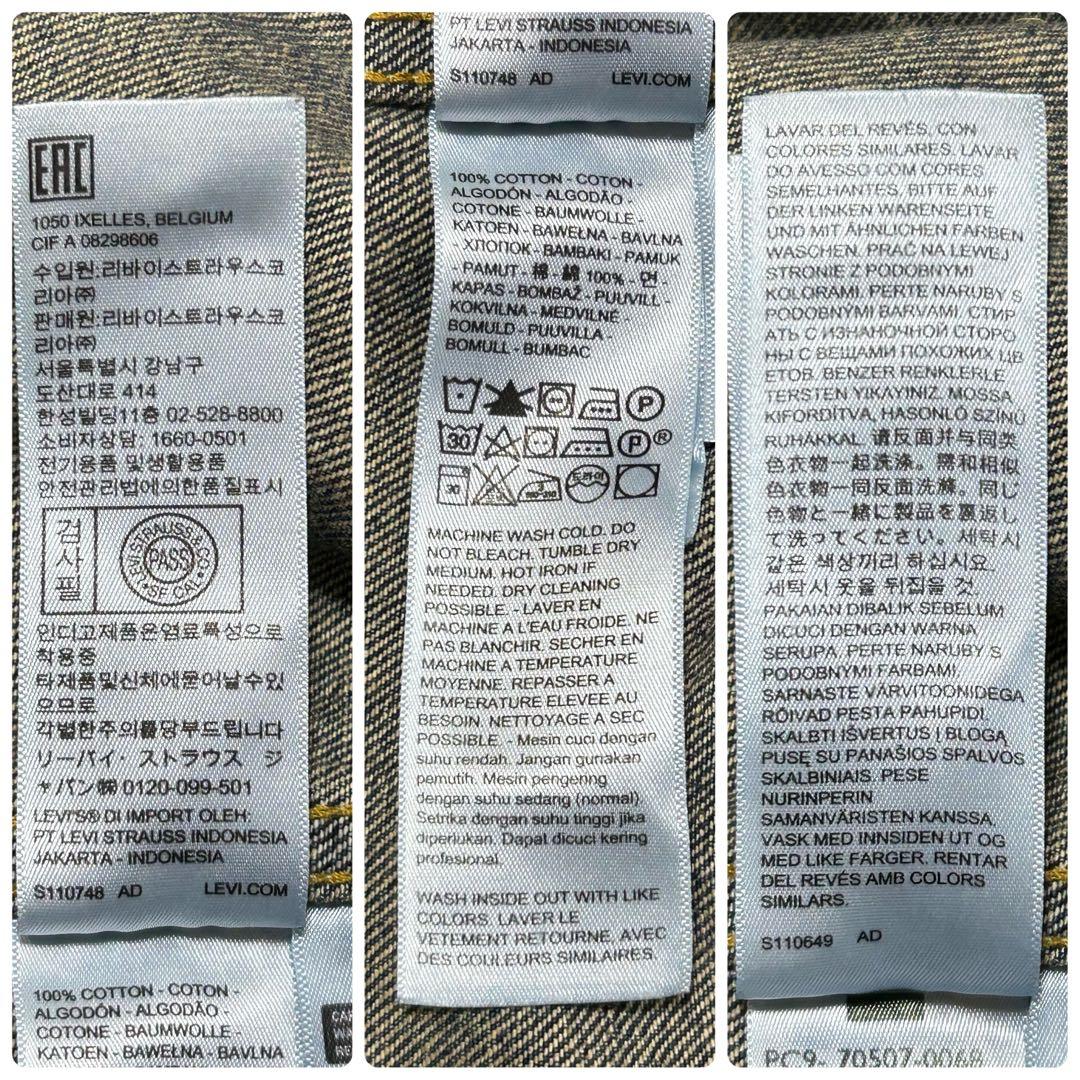 EAC
1050 IXELLES, BELGIUM
CIF A 08298606
수입원:리바이스트라우스코
리아㈜
판매원:리바이스트라우스코
리아㈜
서울특별시 강남구
도산대로 414
한성빌딩11층 02-528-8800
소비자상담: 1660-0501
전기용품 및생활용품
안전관리법에의한품질표시
검사필
LEVI STRAUSS & CO.
PASS
SF CAL
인디고제품은염료특성으로
착용중
타제품및신체에묻어날수있
으므로
각별한주의를당부드립니다
リーバイ・ストラウス ジ
ャパン㈱ 0120-099-501
LEVI'S® DI IMPORT OLEH:
PT LEVI STRAUSS INDONESIA
JAKARTA - INDONESIA
S110748 AD LEVI.COM
100% COTTON - COTON -
ALGODÓN - ALGODÃO -
COTONE - BAUMWOLLE -
KATOEN - BAWEŁNA - BAVLNA
PT LEVI STRAUSS INDONESIA
JAKARTA - INDONESIA
S110748 AD LEVI.COM
100% COTTON - COTON -
ALGODÓN - ALGODÃO -
COTONE - BAUMWOLLE -
KATOEN - BAWEŁNA - BAVLNA
- ХЛОПОК - BAMBAKI - PAMUK
- PAMUT - 棉 - 綿 100% - 면 -
KAPAS - BOMBAŽ - PUUVILL -
KOKVILNA - MEDVILNĖ
BOMULD - PUUVILLA -
BOMULL - BUMBAC
P
30 P®
30 드라이
MACHINE WASH COLD. DO
NOT BLEACH. TUMBLE DRY
MEDIUM. HOT IRON IF
NEEDED. DRY CLEANING
POSSIBLE. - LAVER EN
MACHINE A L'EAU FROIDE. NE
PAS BLANCHIR. SECHER EN
MACHINE A TEMPERATURE
MOYENNE. REPASSER A
TEMPERATURE ELEVEE AU
BESOIN. NETTOYAGE A SEC
POSSIBLE. - Mesin cuci dengan
suhu rendah. Jangan gunakan
pemutih. Mesin pengering
dengan suhu sedang (normal).
Setrika dengan suhu tinggi jika
diperlukan. Dapat dicuci kering
profesional.
WASH INSIDE OUT WITH LIKE
COLORS. LAVER LE
VETEMENT RETOURNE, AVEC
DES COULEURS SIMILAIRES.
LAVAR DEL REVÉS, CON
COLORES SIMILARES. LAVAR
DO AVESSO COM CORES
SEMELHANTES. BITTE AUF
DER LINKEN WARENSEITE
UND MIT ÄHNLICHEN FARBEN
WASCHEN. PRAĆ NA LEWEJ
STRONIE Z PODOBNYMI
KOLORAMI. PERTE NARUBY S
PODOBNÝMI BARVAMI. СТИР
АТЬ С ИЗНАНОЧНОЙ СТОРО
НЫ С ВЕЩАМИ ПОХОЖИХ ЦВ
ЕТОВ. BENZER RENKLERLE
TERSTEN YIKAYINIZ. MOSSA
KIFORDÍTVA, HASONLÓ SZÍNŰ
RUHÁKKAL. 请反面并与同类
色衣物一起洗涤。請和相似
色衣物一同反面洗滌。同じ
色物と一緒に製品を裏返し
て洗ってください。세탁시
같은 색상끼리 하십시오.
세탁시 옷을 뒤집을 것.
PAKAIAN DIBALIK SEBELUM
DICUCI DENGAN WARNA
SERUPA. PERTE NARUBY S
PODOBNÝMI FARBAMI.
SARNASTE VÄRVITOONIDEGA
RÕIVAD PESTA PAHUPIDI.
SKALBTI IŠVERTUS Į BLOGĄ
PUSĘ SU PANAŠIOS SPALVOS
SKALBINIAIS. PESE
NURINPERIN
SAMANVÄRISTEN KANSSA.
VASK MED INNSIDEN UT OG
MED LIKE FARGER. RENTAR
DEL REVÉS AMB COLORS
SIMILARS.
S110649 AD
PC9- 70507-0068